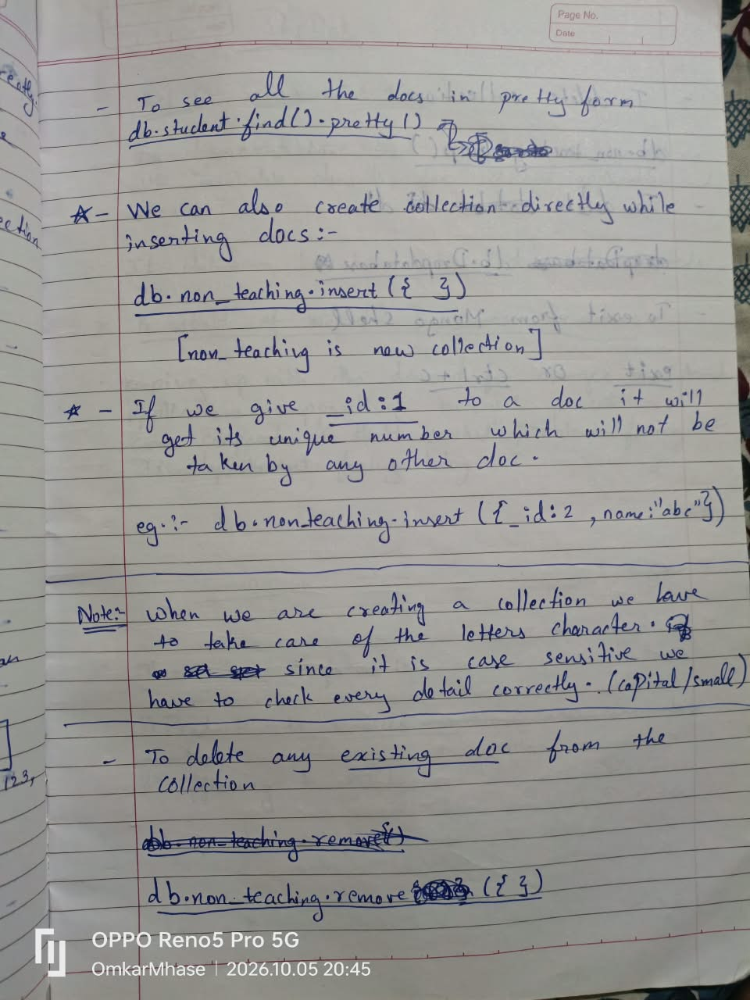 Page No.
Date
- To see all the docs in pretty form
db.student.find().pretty()
☆- We can also create collection directly while
inserting docs:-
db.non_teaching.insert({ })
[non_teaching is new collection]
☆ - If we give _id:1 to a doc it will
get its unique number which will not be
taken by any other doc.
eg.:- db.non_teaching.insert({_id:2 ,name:"abc"})
Note:- When we are creating a collection we have
to take care of the letters character.
since it is case sensitive we
have to check every detail correctly. (capital/small)
- To delete any existing doc from the
collection
db.non_teaching.remove()
db.non_teaching.remove ({ })
123,
OPPO Reno5 Pro 5G
OmkarMhase | 2026.10.05 20:45